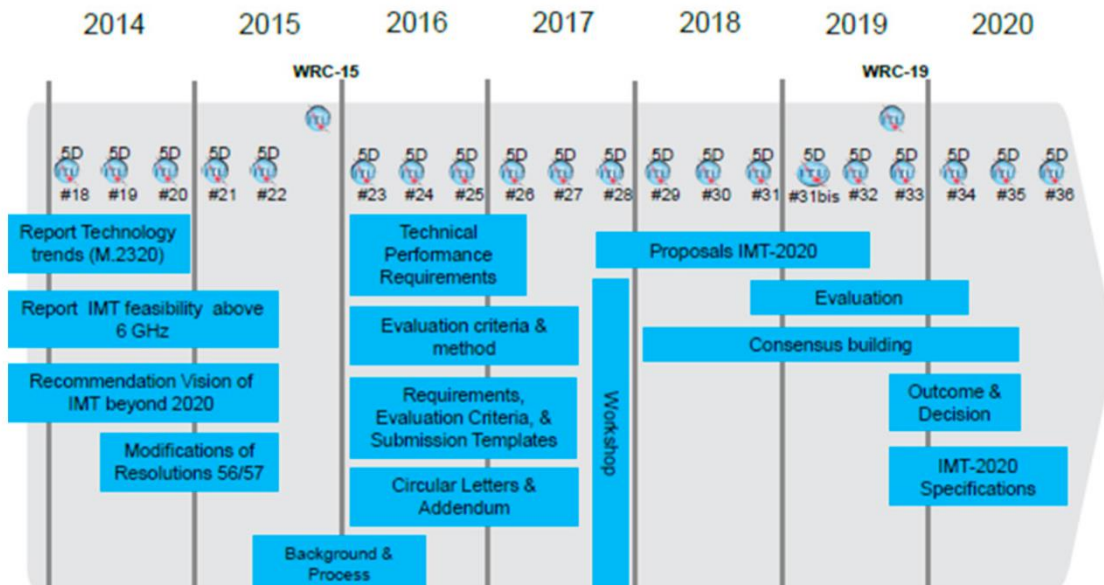 2014 2015 2016 2017 2018 2019 2020
WRC-15 WRC-19
5D 5D 5D 5D 5D 5D 5D 5D 5D 5D 5D 5D 5D 5D 5D 5D 5D 5D 5D 5D
#18 #19 #20 #21 #22 #23 #24 #25 #26 #27 #28 #29 #30 #31 #31bis #32 #33 #34 #35 #36
Report Technology
trends (M.2320)
Technical
Performance
Requirements
Proposals IMT-2020
Report IMT feasibility above
6 GHz
Evaluation criteria &
method
Evaluation
Consensus building
Recommendation Vision of
IMT beyond 2020
Requirements,
Evaluation Criteria, &
Submission Templates
Workshop
Outcome &
Decision
Modifications of
Resolutions 56/57
Circular Letters &
Addendum
IMT-2020
Specifications
Background &
Process